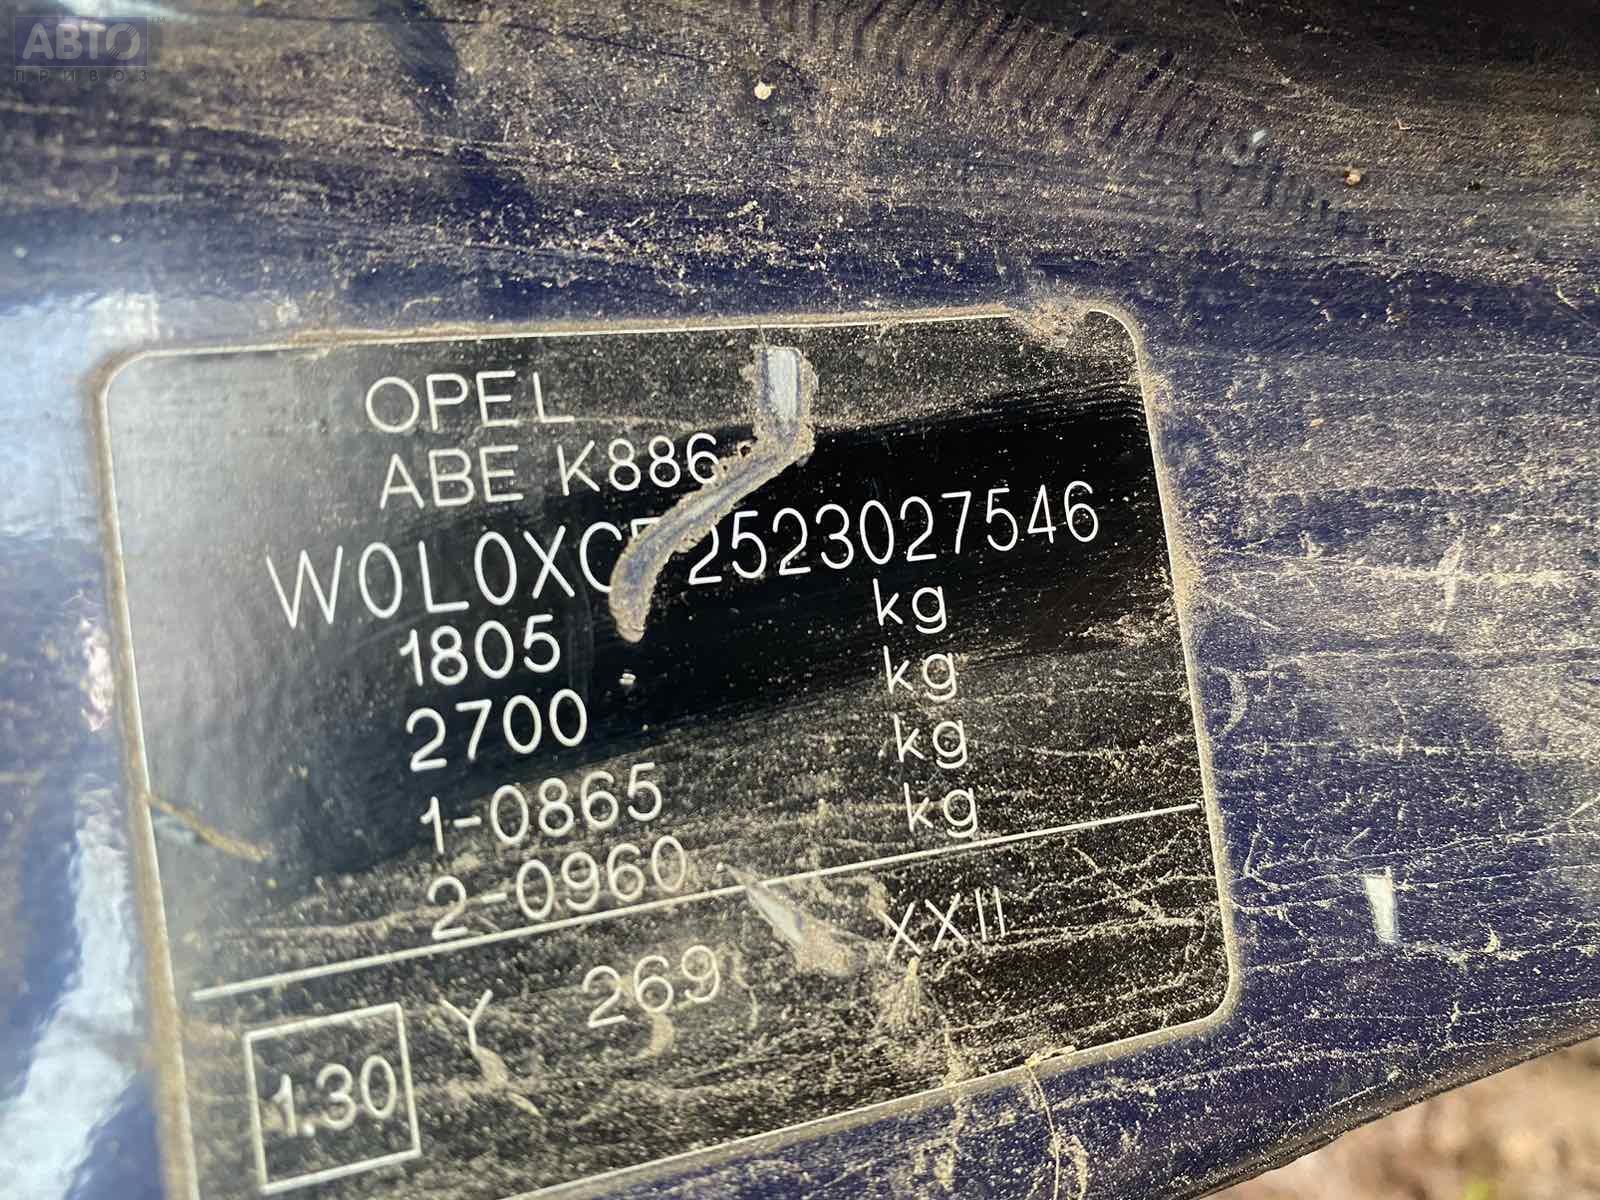 АВТО
ПРИВОЗ
OPEL
ABE K886
2523027546
1805 kg
2700 kg
1-0865 kg
2-0960 kg
Y 269 XXII
1.30